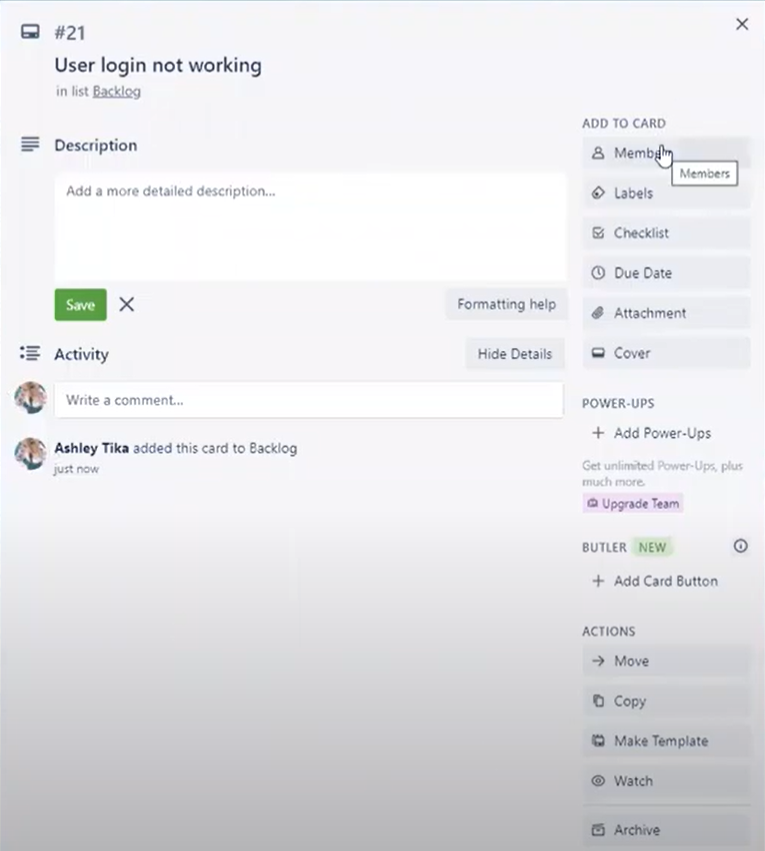 #21
User login not working
in list Backlog
Description
Add a more detailed description...
Save
Formatting help
Activity
Hide Details
Write a comment...
Ashley Tika added this card to Backlog
just now
ADD TO CARD
Members
Labels
Checklist
Due Date
Attachment
Cover
POWER-UPS
+ Add Power-Ups
Get unlimited Power-Ups, plus
much more.
Upgrade Team
BUTLER NEW
+ Add Card Button
ACTIONS
Move
Copy
Make Template
Watch
Archive